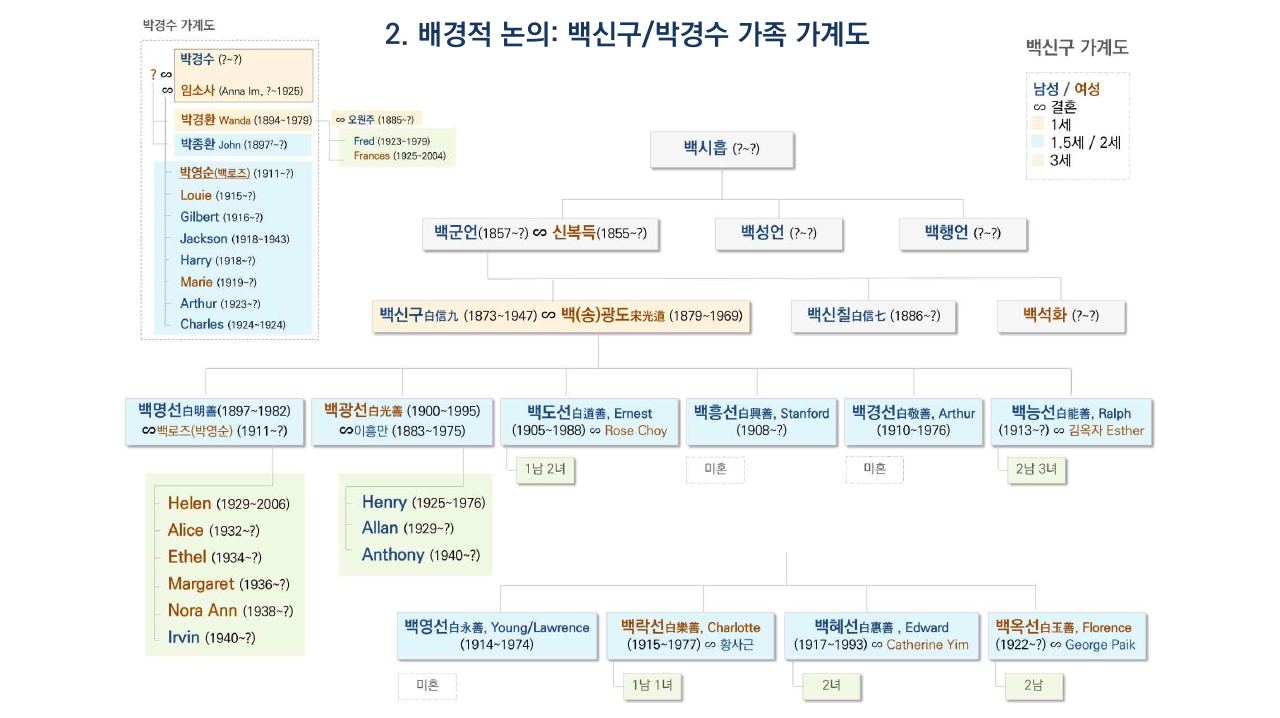 2. 배경적 논의: 백신구/박경수 가족 가계도
박경수 가계도
박경수 (?~?)
? ∽
∽ 임소사 (Anna Im, ?~1925)
박경환 Wanda (1894~1979)
∽ 오원주 (1885~?)
박종환 John (1897?~?)
Fred (1923~1979)
Frances (1925~2004)
박영순(백로즈) (1911~?)
Louie (1915~?)
Gilbert (1916~?)
Jackson (1918~1943)
Harry (1918~?)
Marie (1919~?)
Arthur (1923~?)
Charles (1924~1924)
백신구 가계도
남성 / 여성
∽ 결혼
1세
1.5세 / 2세
3세
백시흡 (?~?)
백군언(1857~?) ∽ 신복득(1855~?)
백성언 (?~?)
백행언 (?~?)
백신구白信九 (1873~1947) ∽ 백(송)광도宋光道 (1879~1969)
백신칠白信七 (1886~?)
백석화 (?~?)
백명선白明善(1897~1982)
∽백로즈(박영순) (1911~?)
백광선白光善 (1900~1995)
∽이흥만 (1883~1975)
백도선白道善, Ernest
(1905~1988) ∽ Rose Choy
백흥선白興善, Stanford
(1908~?)
백경선白敬善, Arthur
(1910~1976)
백능선白能善, Ralph
(1913~?) ∽ 김옥자 Esther
1남 2녀
미혼
미혼
2남 3녀
Helen (1929~2006)
Alice (1932~?)
Ethel (1934~?)
Margaret (1936~?)
Nora Ann (1938~?)
Irvin (1940~?)
Henry (1925~1976)
Allan (1929~?)
Anthony (1940~?)
백영선白永善, Young/Lawrence
(1914~1974)
백락선白樂善, Charlotte
(1915~1977) ∽ 황사근
백혜선白惠善 , Edward
(1917~1993) ∽ Catherine Yim
백옥선白玉善, Florence
(1922~?) ∽ George Paik
미혼
1남 1녀
2녀
2남